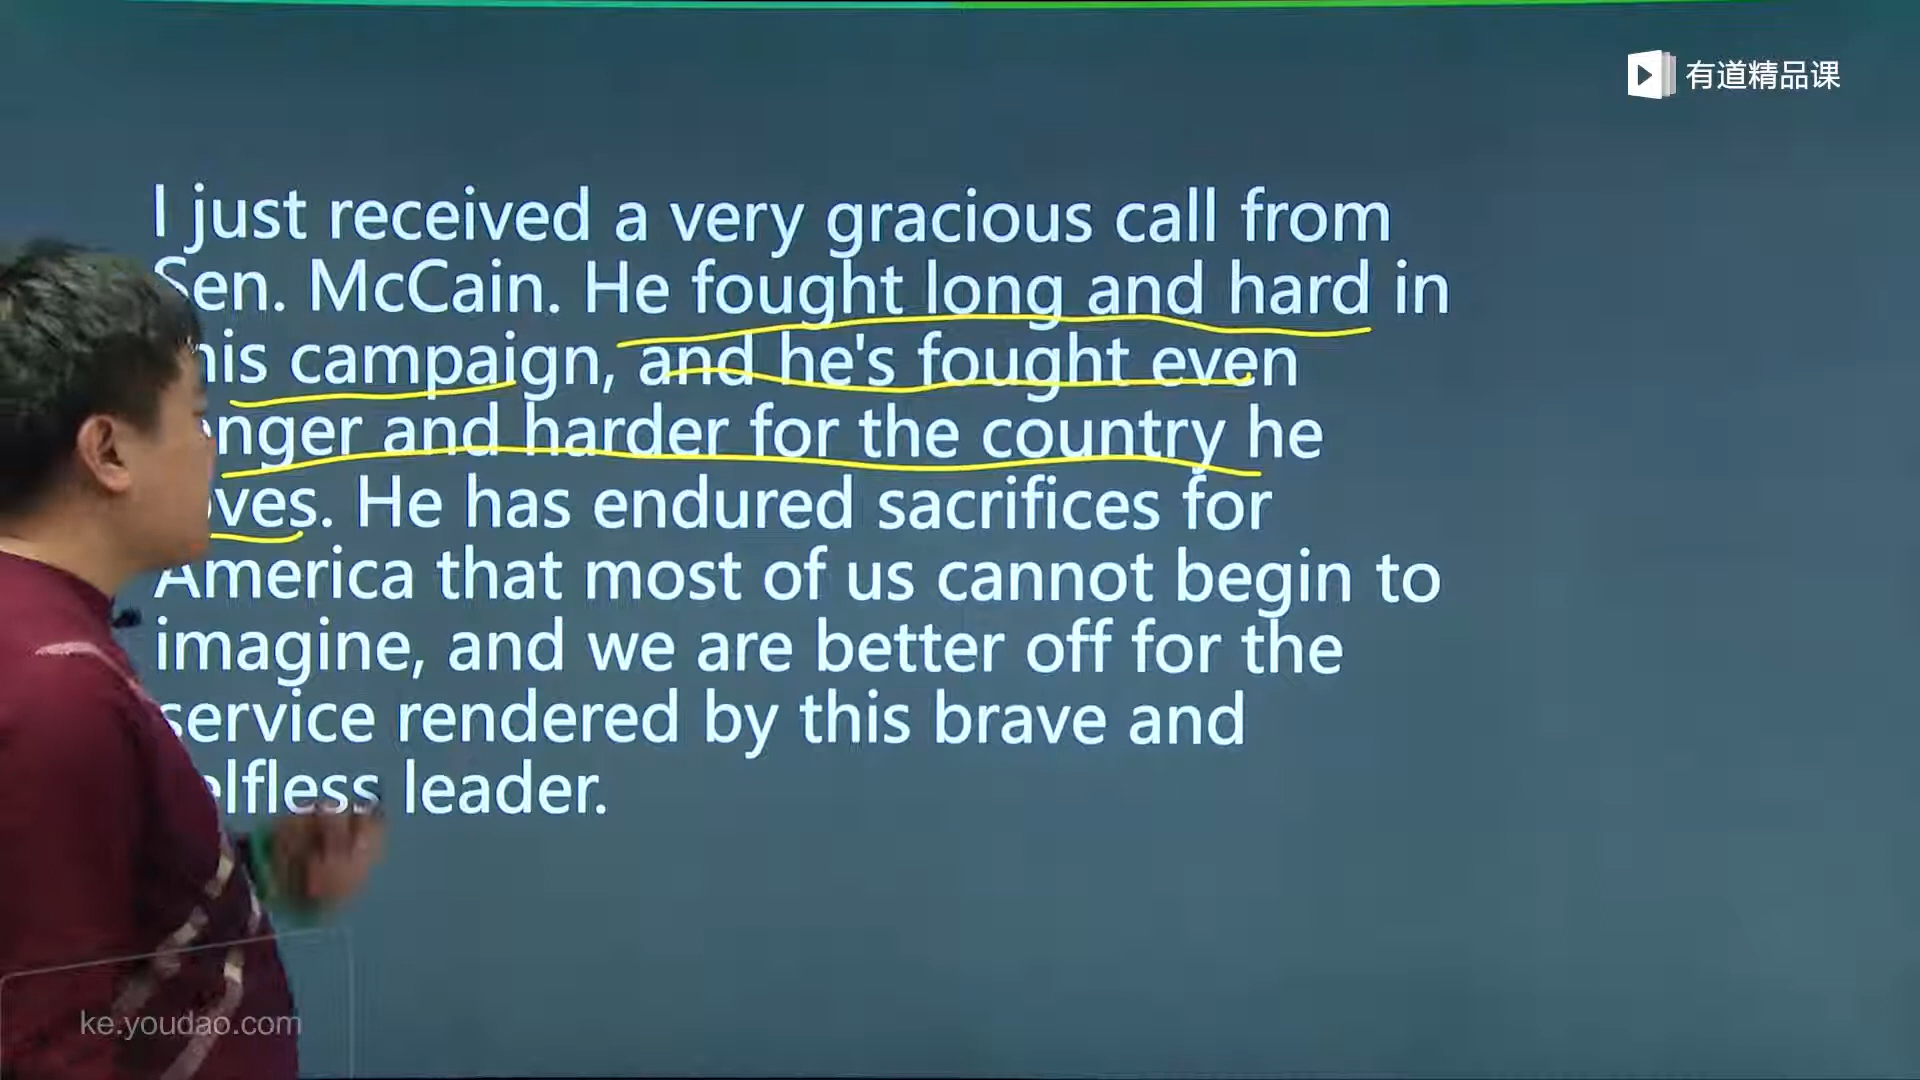 有道精品课
I just received a very gracious call from
Sen. McCain. He fought long and hard in
campaign, and he's fought even
and harder for the country he
He has endured sacrifices for
America that most of us cannot begin to
imagine, and we are better off for the
service rendered by this brave and
leader.
ke.youdao.com